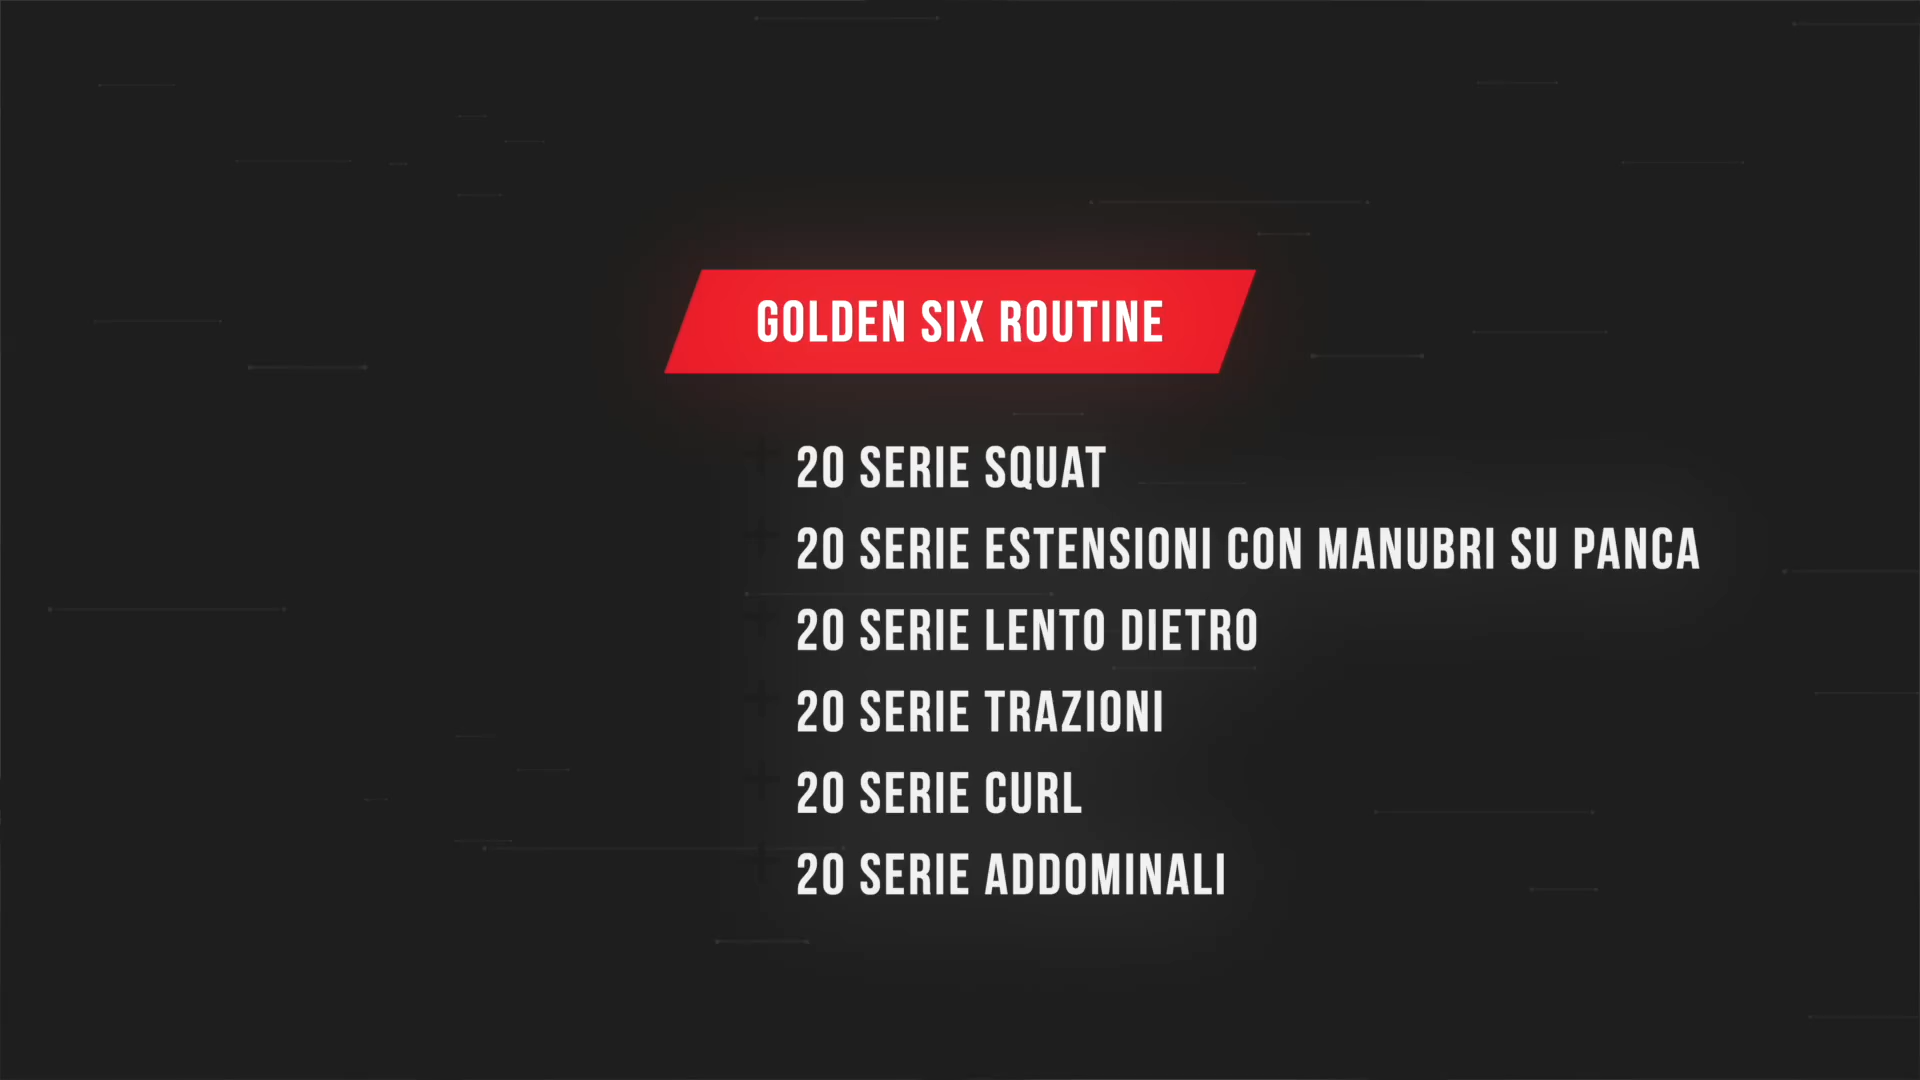 GOLDEN SIX ROUTINE
20 SERIE SQUAT
20 SERIE ESTENSIONI CON MANUBRI SU PANCA
20 SERIE LENTO DIETRO
20 SERIE TRAZIONI
20 SERIE CURL
20 SERIE ADDOMINALI